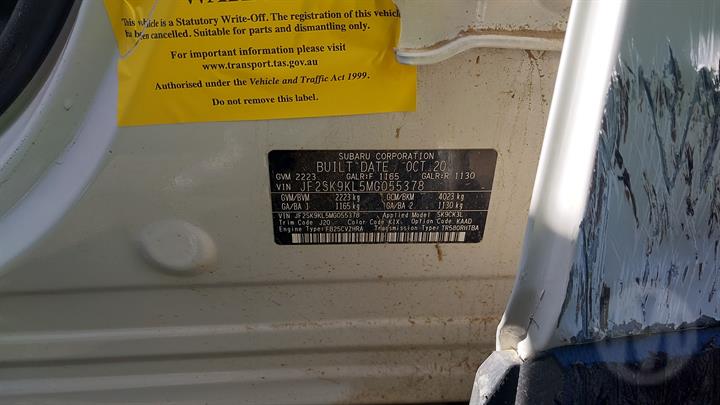 This vehicle is a Statutory Write-Off. The registration of this vehicle
has been cancelled. Suitable for parts and dismantling only.
For important information please visit
www.transport.tas.gov.au
Authorised under the Vehicle and Traffic Act 1999.
Do not remove this label.
SUBARU CORPORATION
BUILT DATE OCT 20
GVM 2223 GALR:F 1165 GALR:R 1130
VIN JF2SK9KL5MG055378
GVM/BVM 2223 kg GCM/BKM 4023 kg
GA/BA 1 1165 kg GA/BA 2 1130 kg
VIN JF2SK9KL5MG055378 Applied Model SK9CK3L
Trim Code J20 Color Code K1X Option Code KAAD
Engine Type FB25CVZHRA Transmission Type TR580RHTBA